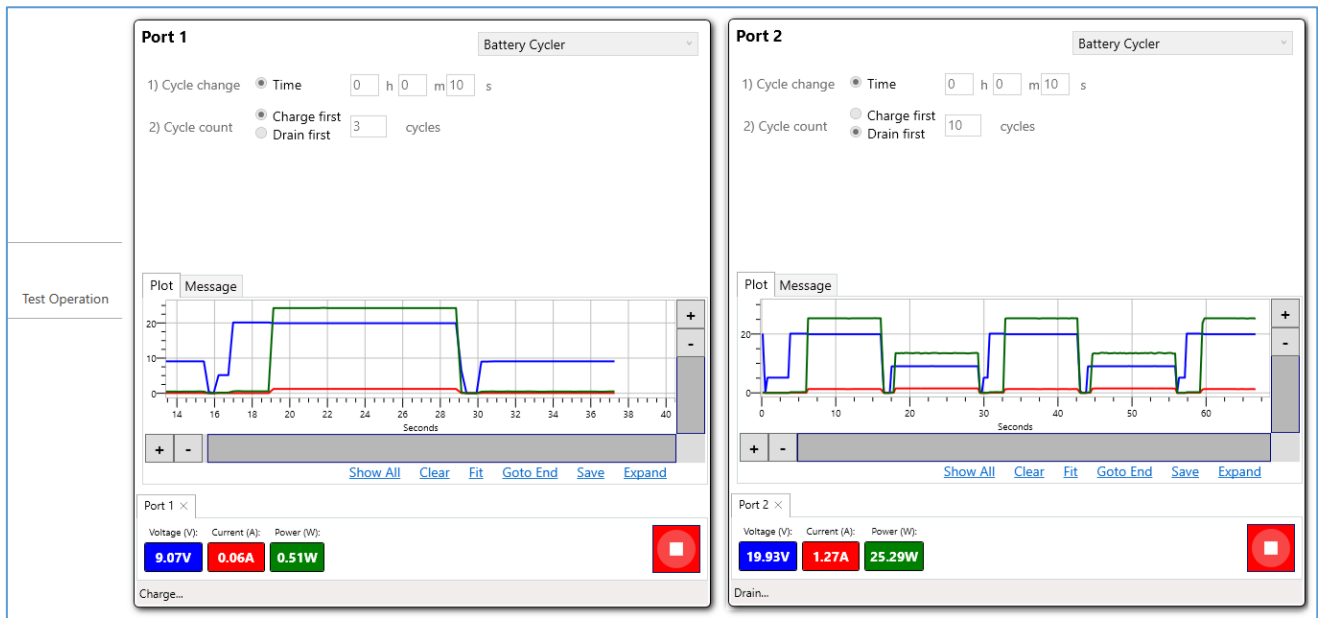 Test Operation
Port 1
Battery Cycler
1) Cycle change Time 0 h 0 m 10 s
2) Cycle count Charge first
Drain first 3 cycles
Plot Message
20
10
0
14 16 18 20 22 24 26 28 30 32 34 36 38 40
Seconds
+
-
+ -
Show All Clear Fit Goto End Save Expand
Port 1 ×
Voltage (V): Current (A): Power (W):
9.07V 0.06A 0.51W
Charge...
Port 2
Battery Cycler
1) Cycle change Time 0 h 0 m 10 s
2) Cycle count Charge first
Drain first 10 cycles
Plot Message
20
0
0 10 20 30 40 50 60
Seconds
+
-
+ -
Show All Clear Fit Goto End Save Expand
Port 2 ×
Voltage (V): Current (A): Power (W):
19.93V 1.27A 25.29W
Drain...